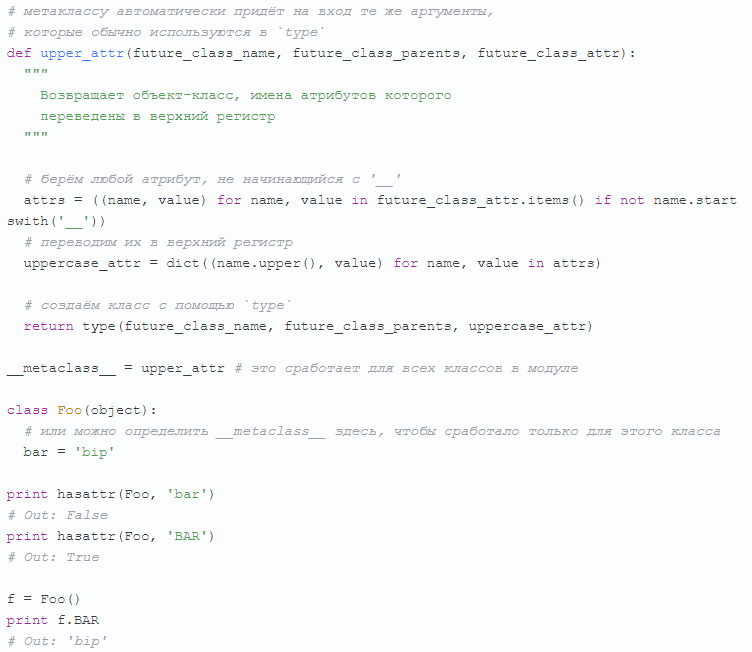 # метаклассу автоматически придёт на вход те же аргументы,
# которые обычно используются в `type`
def upper_attr(future_class_name, future_class_parents, future_class_attr):
  """
    Возвращает объект-класс, имена атрибутов которого
    переведены в верхний регистр
  """

  # берём любой атрибут, не начинающийся с '__'
  attrs = ((name, value) for name, value in future_class_attr.items() if not name.start
swith('__'))
  # переводим их в верхний регистр
  uppercase_attr = dict((name.upper(), value) for name, value in attrs)

  # создаём класс с помощью `type`
  return type(future_class_name, future_class_parents, uppercase_attr)

__metaclass__ = upper_attr # это сработает для всех классов в модуле

class Foo(object):
  # или можно определить __metaclass__ здесь, чтобы сработало только для этого класса
  bar = 'bip'

print hasattr(Foo, 'bar')
# Out: False
print hasattr(Foo, 'BAR')
# Out: True

f = Foo()
print f.BAR
# Out: 'bip'